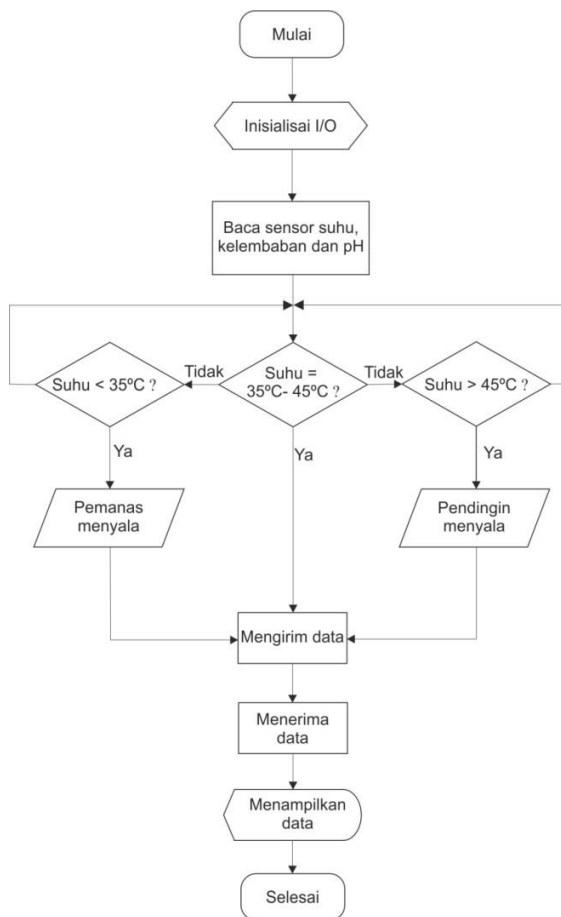 Mulai
Inisialisai I/O
Baca sensor suhu,
kelembaban dan pH
Suhu < 35ºC ?
Tidak
Suhu =
35ºC- 45ºC ?
Tidak
Suhu > 45ºC ?
Ya
Ya
Ya
Pemanas
menyala
Pendingin
menyala
Mengirim data
Menerima
data
Menampilkan
data
Selesai